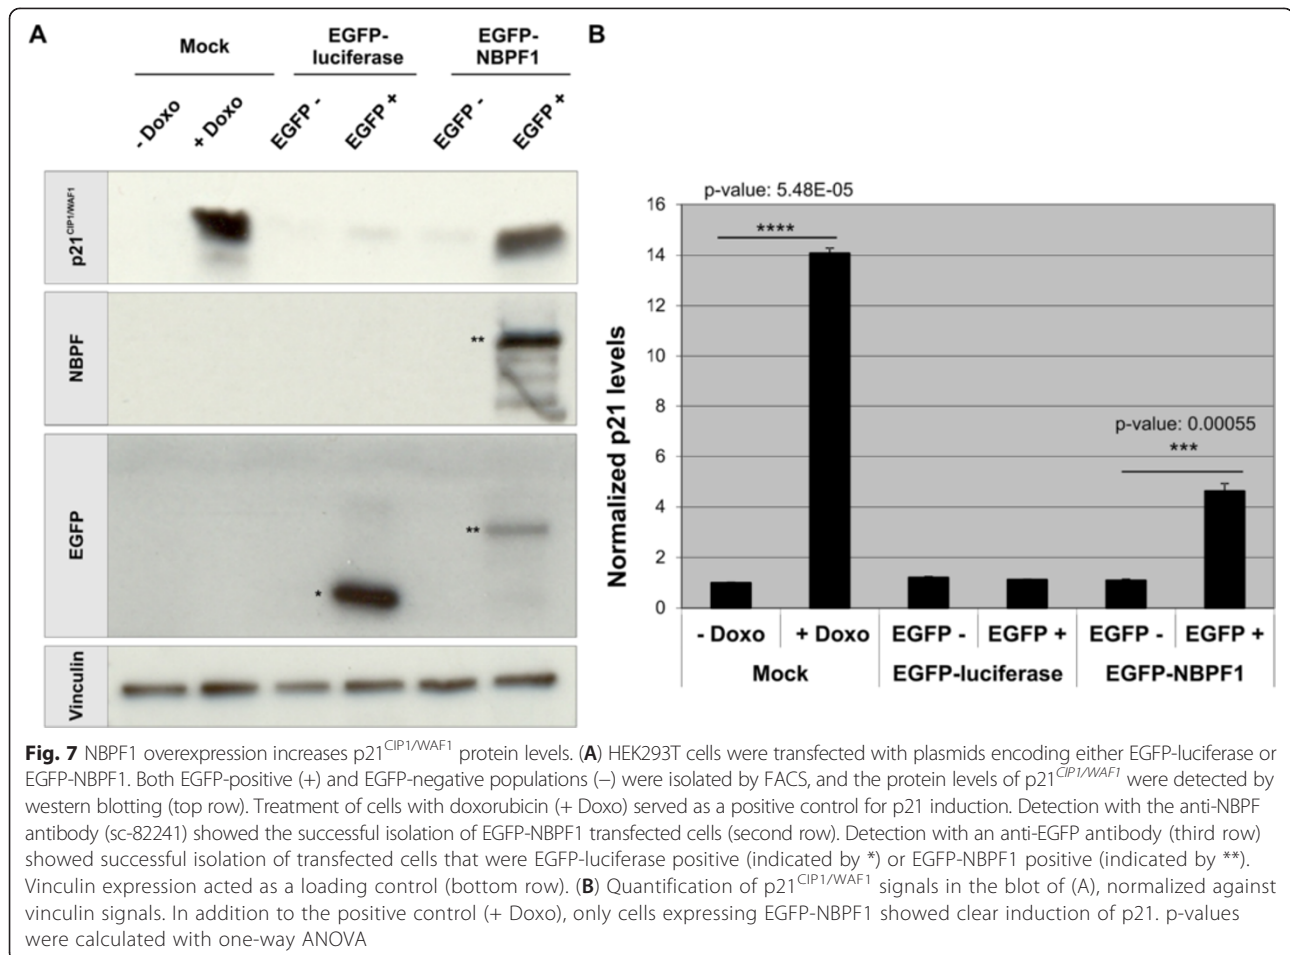 A
Mock
EGFP-
luciferase
EGFP-
NBPF1
- Doxo
+ Doxo
EGFP -
EGFP +
EGFP -
EGFP +
p21CIP1/WAF1
NBPF
**
EGFP
**
*
Vinculin
B
p-value: 5.48E-05
****
p-value: 0.00055
***
Normalized p21 levels
16
14
12
10
8
6
4
2
0
- Doxo + Doxo EGFP - EGFP + EGFP - EGFP +
Mock EGFP-luciferase EGFP-NBPF1
Fig. 7 NBPF1 overexpression increases p21CIP1/WAF1 protein levels. (A) HEK293T cells were transfected with plasmids encoding either EGFP-luciferase or
EGFP-NBPF1. Both EGFP-positive (+) and EGFP-negative populations (−) were isolated by FACS, and the protein levels of p21CIP1/WAF1 were detected by
western blotting (top row). Treatment of cells with doxorubicin (+ Doxo) served as a positive control for p21 induction. Detection with the anti-NBPF
antibody (sc-82241) showed the successful isolation of EGFP-NBPF1 transfected cells (second row). Detection with an anti-EGFP antibody (third row)
showed successful isolation of transfected cells that were EGFP-luciferase positive (indicated by *) or EGFP-NBPF1 positive (indicated by **).
Vinculin expression acted as a loading control (bottom row). (B) Quantification of p21CIP1/WAF1 signals in the blot of (A), normalized against
vinculin signals. In addition to the positive control (+ Doxo), only cells expressing EGFP-NBPF1 showed clear induction of p21. p-values
were calculated with one-way ANOVA